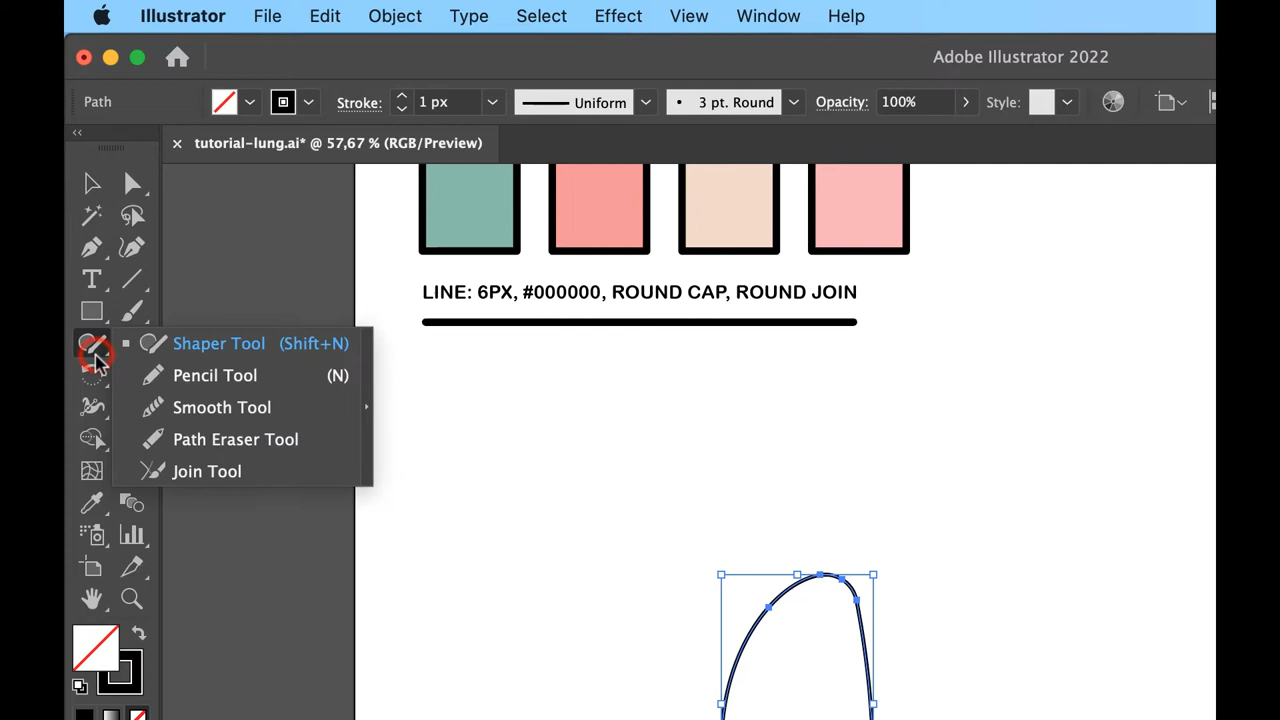 Illustrator File Edit Object Type Select Effect View Window Help
Adobe Illustrator 2022
Path Stroke: 1 px Uniform 3 pt. Round Opacity: 100% Style:
tutorial-lung.ai* @ 57,67 % (RGB/Preview)
LINE: 6PX, #000000, ROUND CAP, ROUND JOIN
Shaper Tool (Shift+N)
Pencil Tool (N)
Smooth Tool
Path Eraser Tool
Join Tool